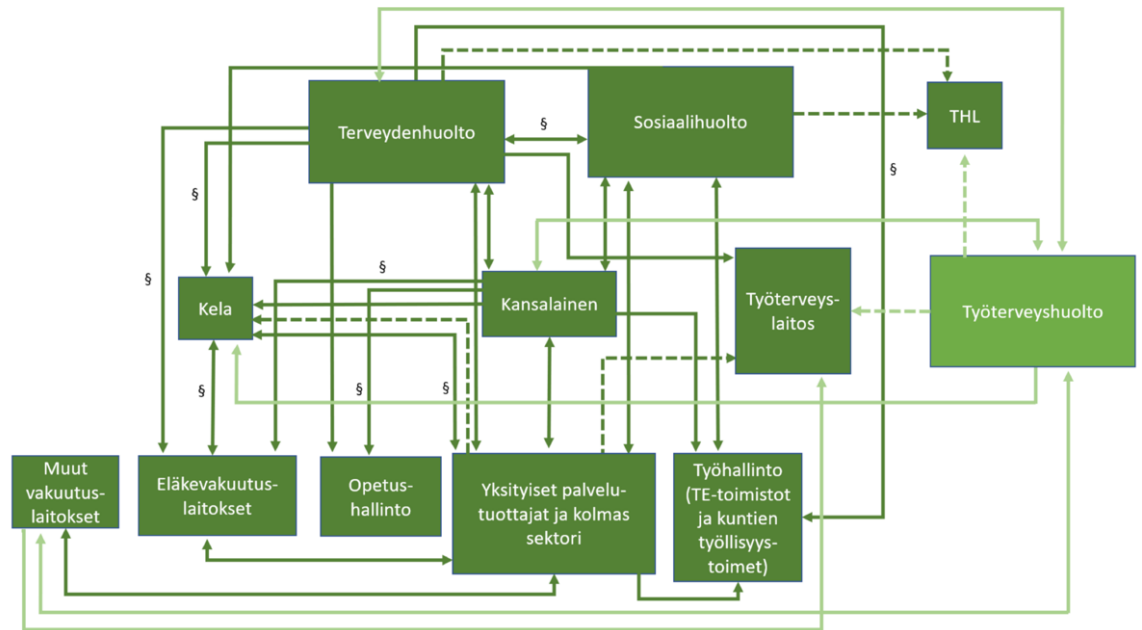 Terveydenhuolto
§
Sosiaalihuolto
THL
§
§
§
§
Kela
Kansalainen
Työterveys-
laitos
Työterveyshuolto
§
§
§
Muut
vakuutus-
laitokset
Eläkevakuutus-
laitokset
Opetus-
hallinto
Yksityiset palvelu-
tuottajat ja kolmas
sektori
Työhallinto
(TE-toimistot
ja kuntien
työllisyys-
toimet)